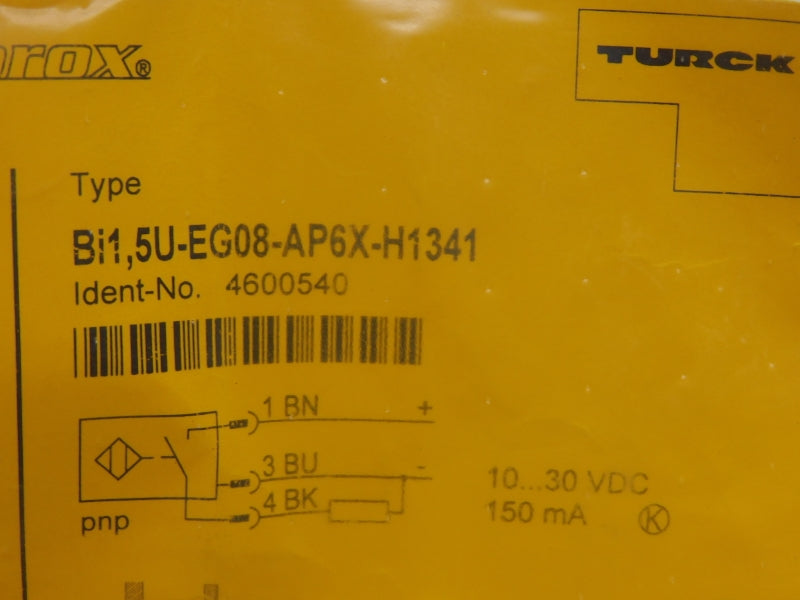 prox®
TURCK
Type
Bi1,5U-EG08-AP6X-H1341
Ident-No. 4600540
1 BN +
3 BU -
4 BK
10...30 VDC
150 mA K
pnp